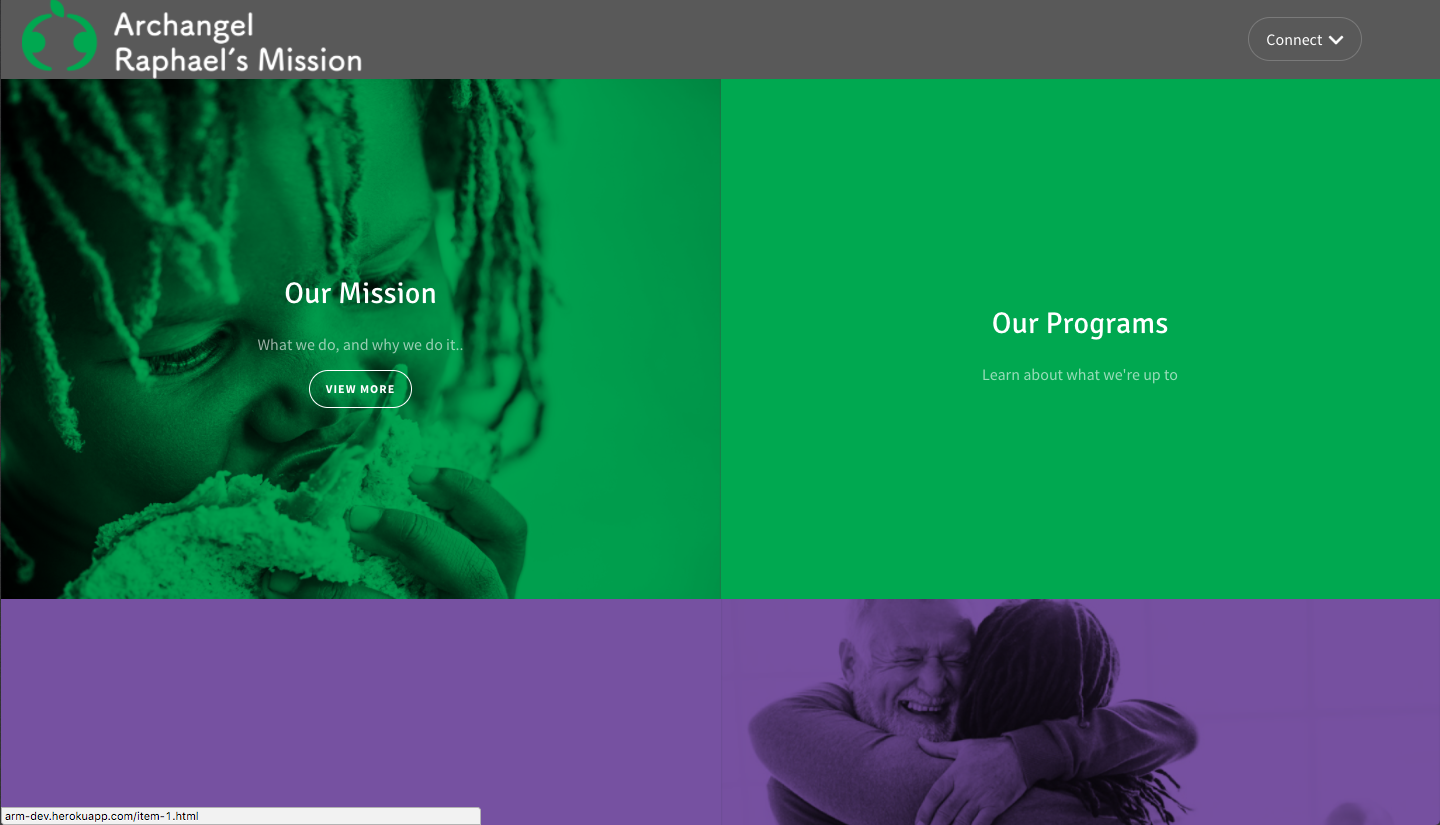 Archangel
Raphael's Mission
Connect
Our Mission
What we do, and why we do it..
VIEW MORE
Our Programs
Learn about what we're up to
arm-dev.herokuapp.com/item-1.html